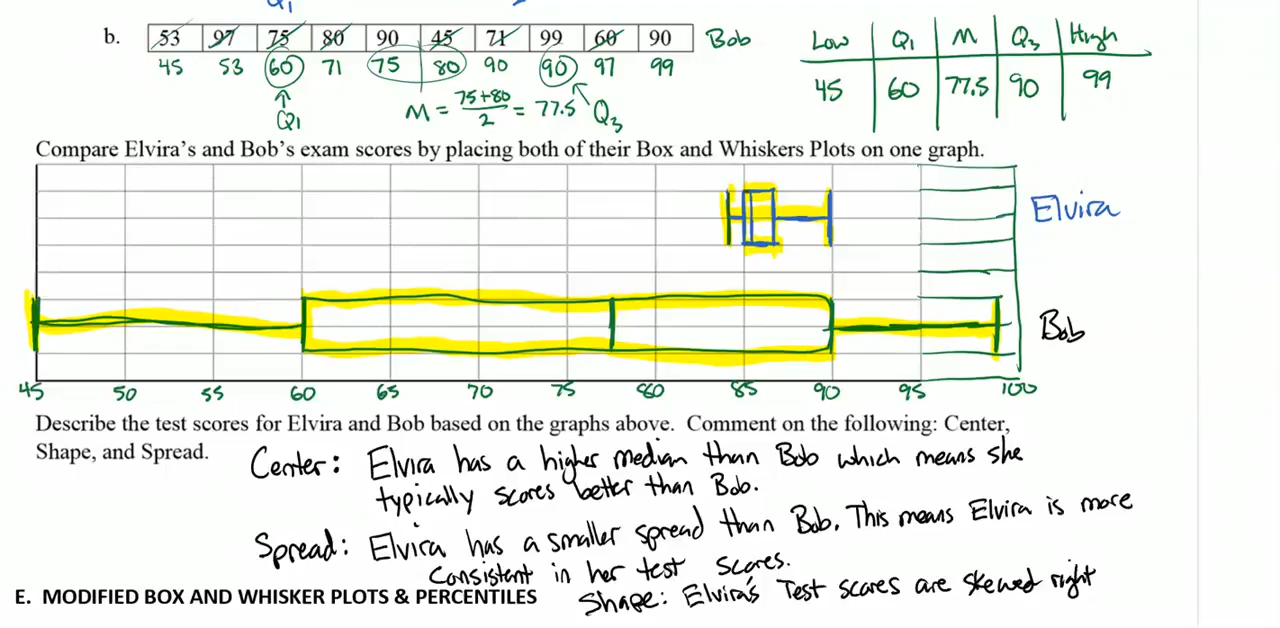 Q1
b. 53 97 75 80 90 45 71 99 60 90 Bob
45 53 60 71 75 80 90 90 97 99
Q1
M = 75+80 / 2 = 77.5 Q3
Low Q1 M Q3 High
45 60 77.5 90 99
Compare Elvira's and Bob's exam scores by placing both of their Box and Whiskers Plots on one graph.
Elvira
Bob
45 50 55 60 65 70 75 80 85 90 95 100
Describe the test scores for Elvira and Bob based on the graphs above. Comment on the following: Center,
Shape, and Spread.
Center: Elvira has a higher median than Bob which means she
typically scores better than Bob.
Spread: Elvira has a smaller spread than Bob. This means Elvira is more
consistent in her test scores.
Shape: Elvira's Test scores are skewed right
E. MODIFIED BOX AND WHISKER PLOTS & PERCENTILES